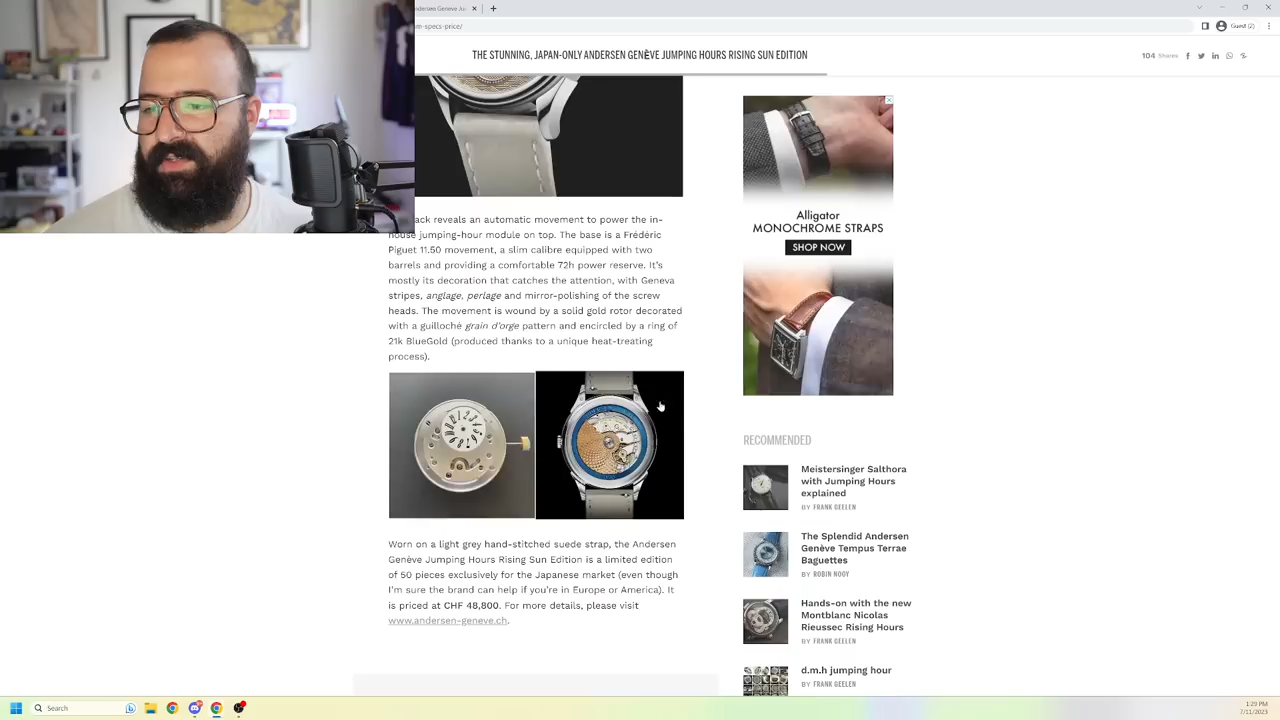 andersen Geneve Ju
m-specs-price/
Guest (2)
THE STUNNING, JAPAN-ONLY ANDERSEN GENÈVE JUMPING HOURS RISING SUN EDITION
104 Shares
ack reveals an automatic movement to power the in-
house jumping-hour module on top. The base is a Frédéric
Piguet 11.50 movement, a slim calibre equipped with two
barrels and providing a comfortable 72h power reserve. It's
mostly its decoration that catches the attention, with Geneva
stripes, anglage, perlage and mirror-polishing of the screw
heads. The movement is wound by a solid gold rotor decorated
with a guilloché grain d'orge pattern and encircled by a ring of
21k BlueGold (produced thanks to a unique heat-treating
process).
Worn on a light grey hand-stitched suede strap, the Andersen
Genève Jumping Hours Rising Sun Edition is a limited edition
of 50 pieces exclusively for the Japanese market (even though
I'm sure the brand can help if you're in Europe or America). It
is priced at CHF 48,800. For more details, please visit
www.andersen-geneve.ch.
Alligator
MONOCHROME STRAPS
SHOP NOW
RECOMMENDED
Meistersinger Salthora
with Jumping Hours
explained
BY FRANK GEELEN
The Splendid Andersen
Genève Tempus Terrae
Baguettes
BY ROBIN NOOY
Hands-on with the new
Montblanc Nicolas
Rieussec Rising Hours
BY FRANK GEELEN
d.m.h jumping hour
BY FRANK GEELEN
Search
1:29 PM
7/11/2023